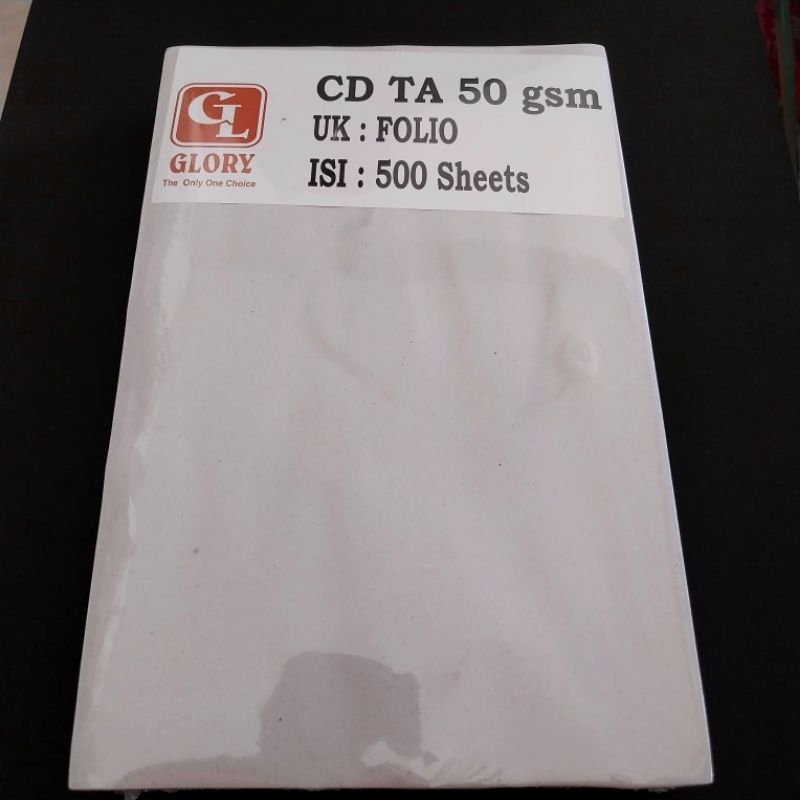 GL
GLORY
The Only One Choice
CD TA 50 gsm
UK : FOLIO
ISI : 500 Sheets